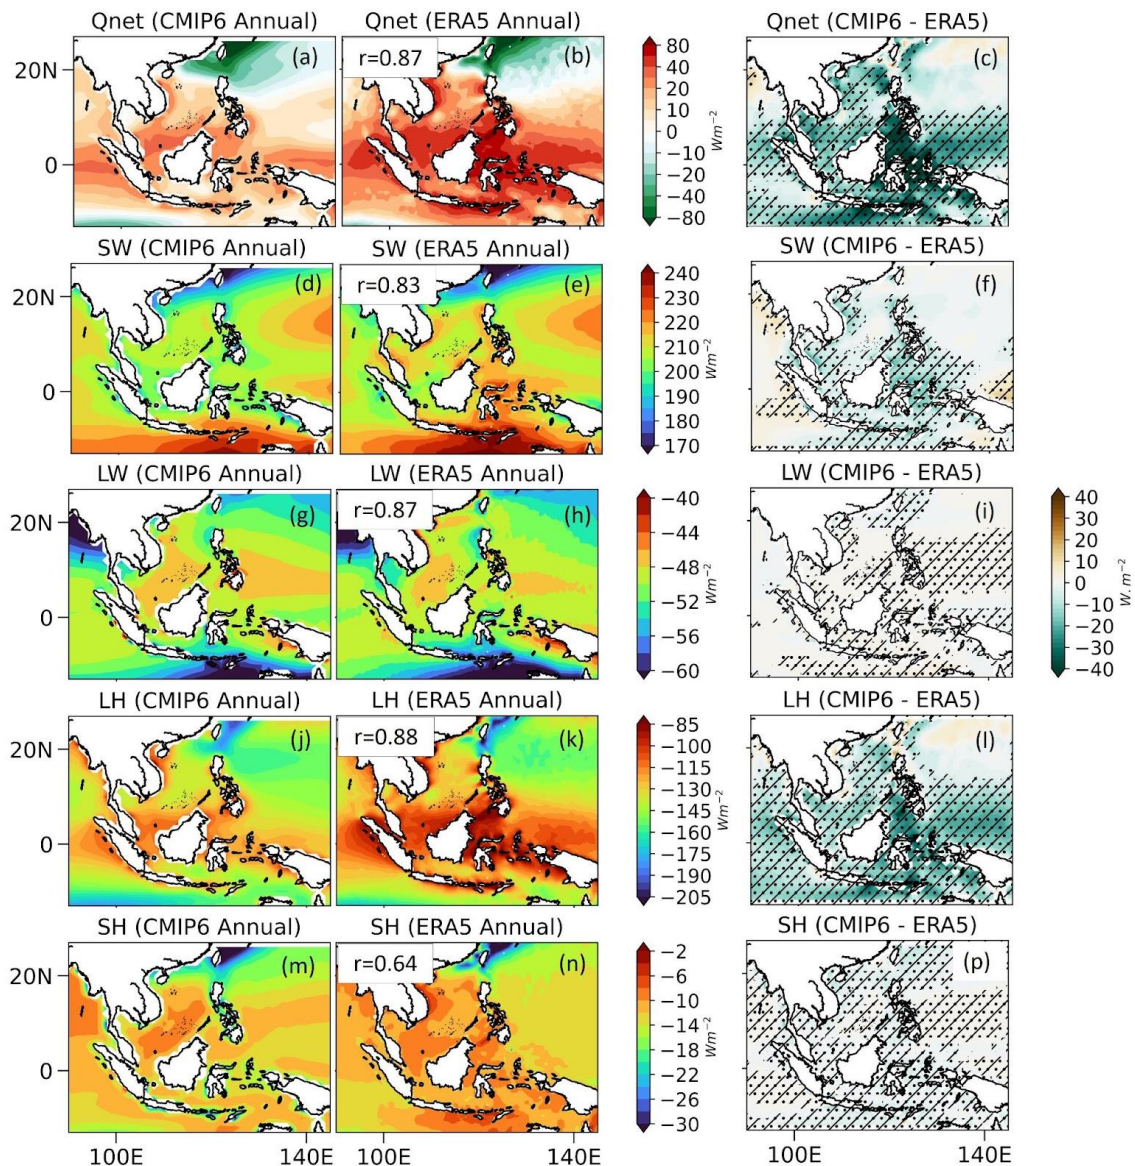 Qnet (CMIP6 Annual)
Qnet (ERA5 Annual)
Qnet (CMIP6 - ERA5)
(a)
r=0.87
(b)
(c)
20N
0
80
40
20
10
0
−10
−20
−40
−80
Wm−2
SW (CMIP6 Annual)
SW (ERA5 Annual)
SW (CMIP6 - ERA5)
(d)
r=0.83
(e)
(f)
20N
0
240
230
220
210
200
190
180
170
Wm−2
LW (CMIP6 Annual)
LW (ERA5 Annual)
LW (CMIP6 - ERA5)
(g)
r=0.87
(h)
(i)
20N
0
−40
−44
−48
−52
−56
−60
Wm−2
40
30
20
10
0
−10
−20
−30
−40
W.m−2
LH (CMIP6 Annual)
LH (ERA5 Annual)
LH (CMIP6 - ERA5)
(j)
r=0.88
(k)
(l)
20N
0
−85
−100
−115
−130
−145
−160
−175
−190
−205
Wm−2
SH (CMIP6 Annual)
SH (ERA5 Annual)
SH (CMIP6 - ERA5)
(m)
r=0.64
(n)
(p)
20N
0
−2
−6
−10
−14
−18
−22
−26
−30
Wm−2
100E
140E
100E
140E
100E
140E